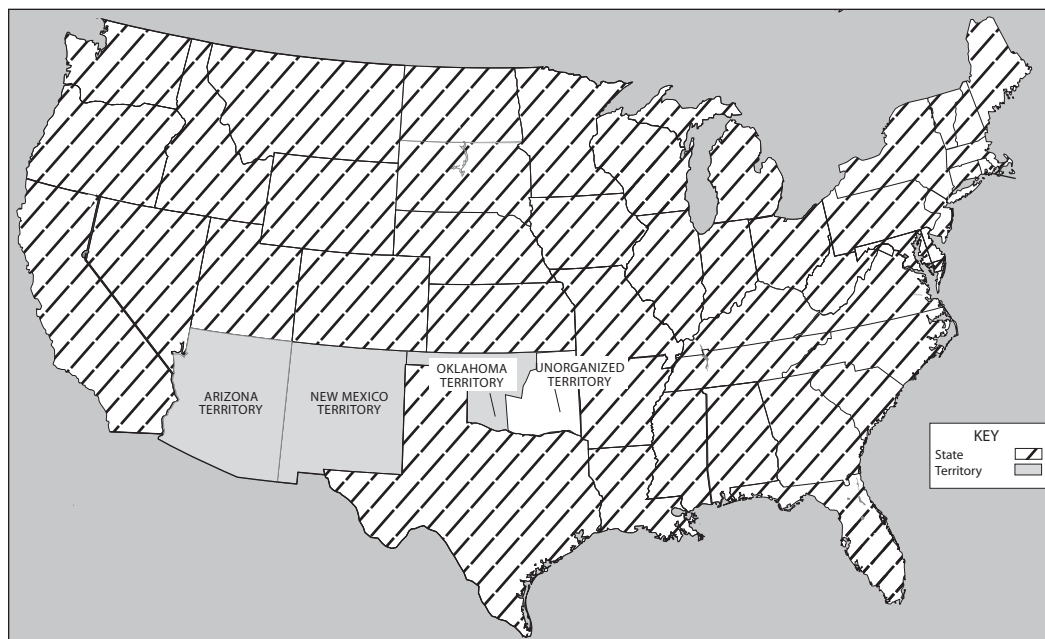 OKLAHOMA
TERRITORY
UNORGANIZED
TERRITORY
ARIZONA
TERRITORY
NEW MEXICO
TERRITORY
KEY
State
Territory